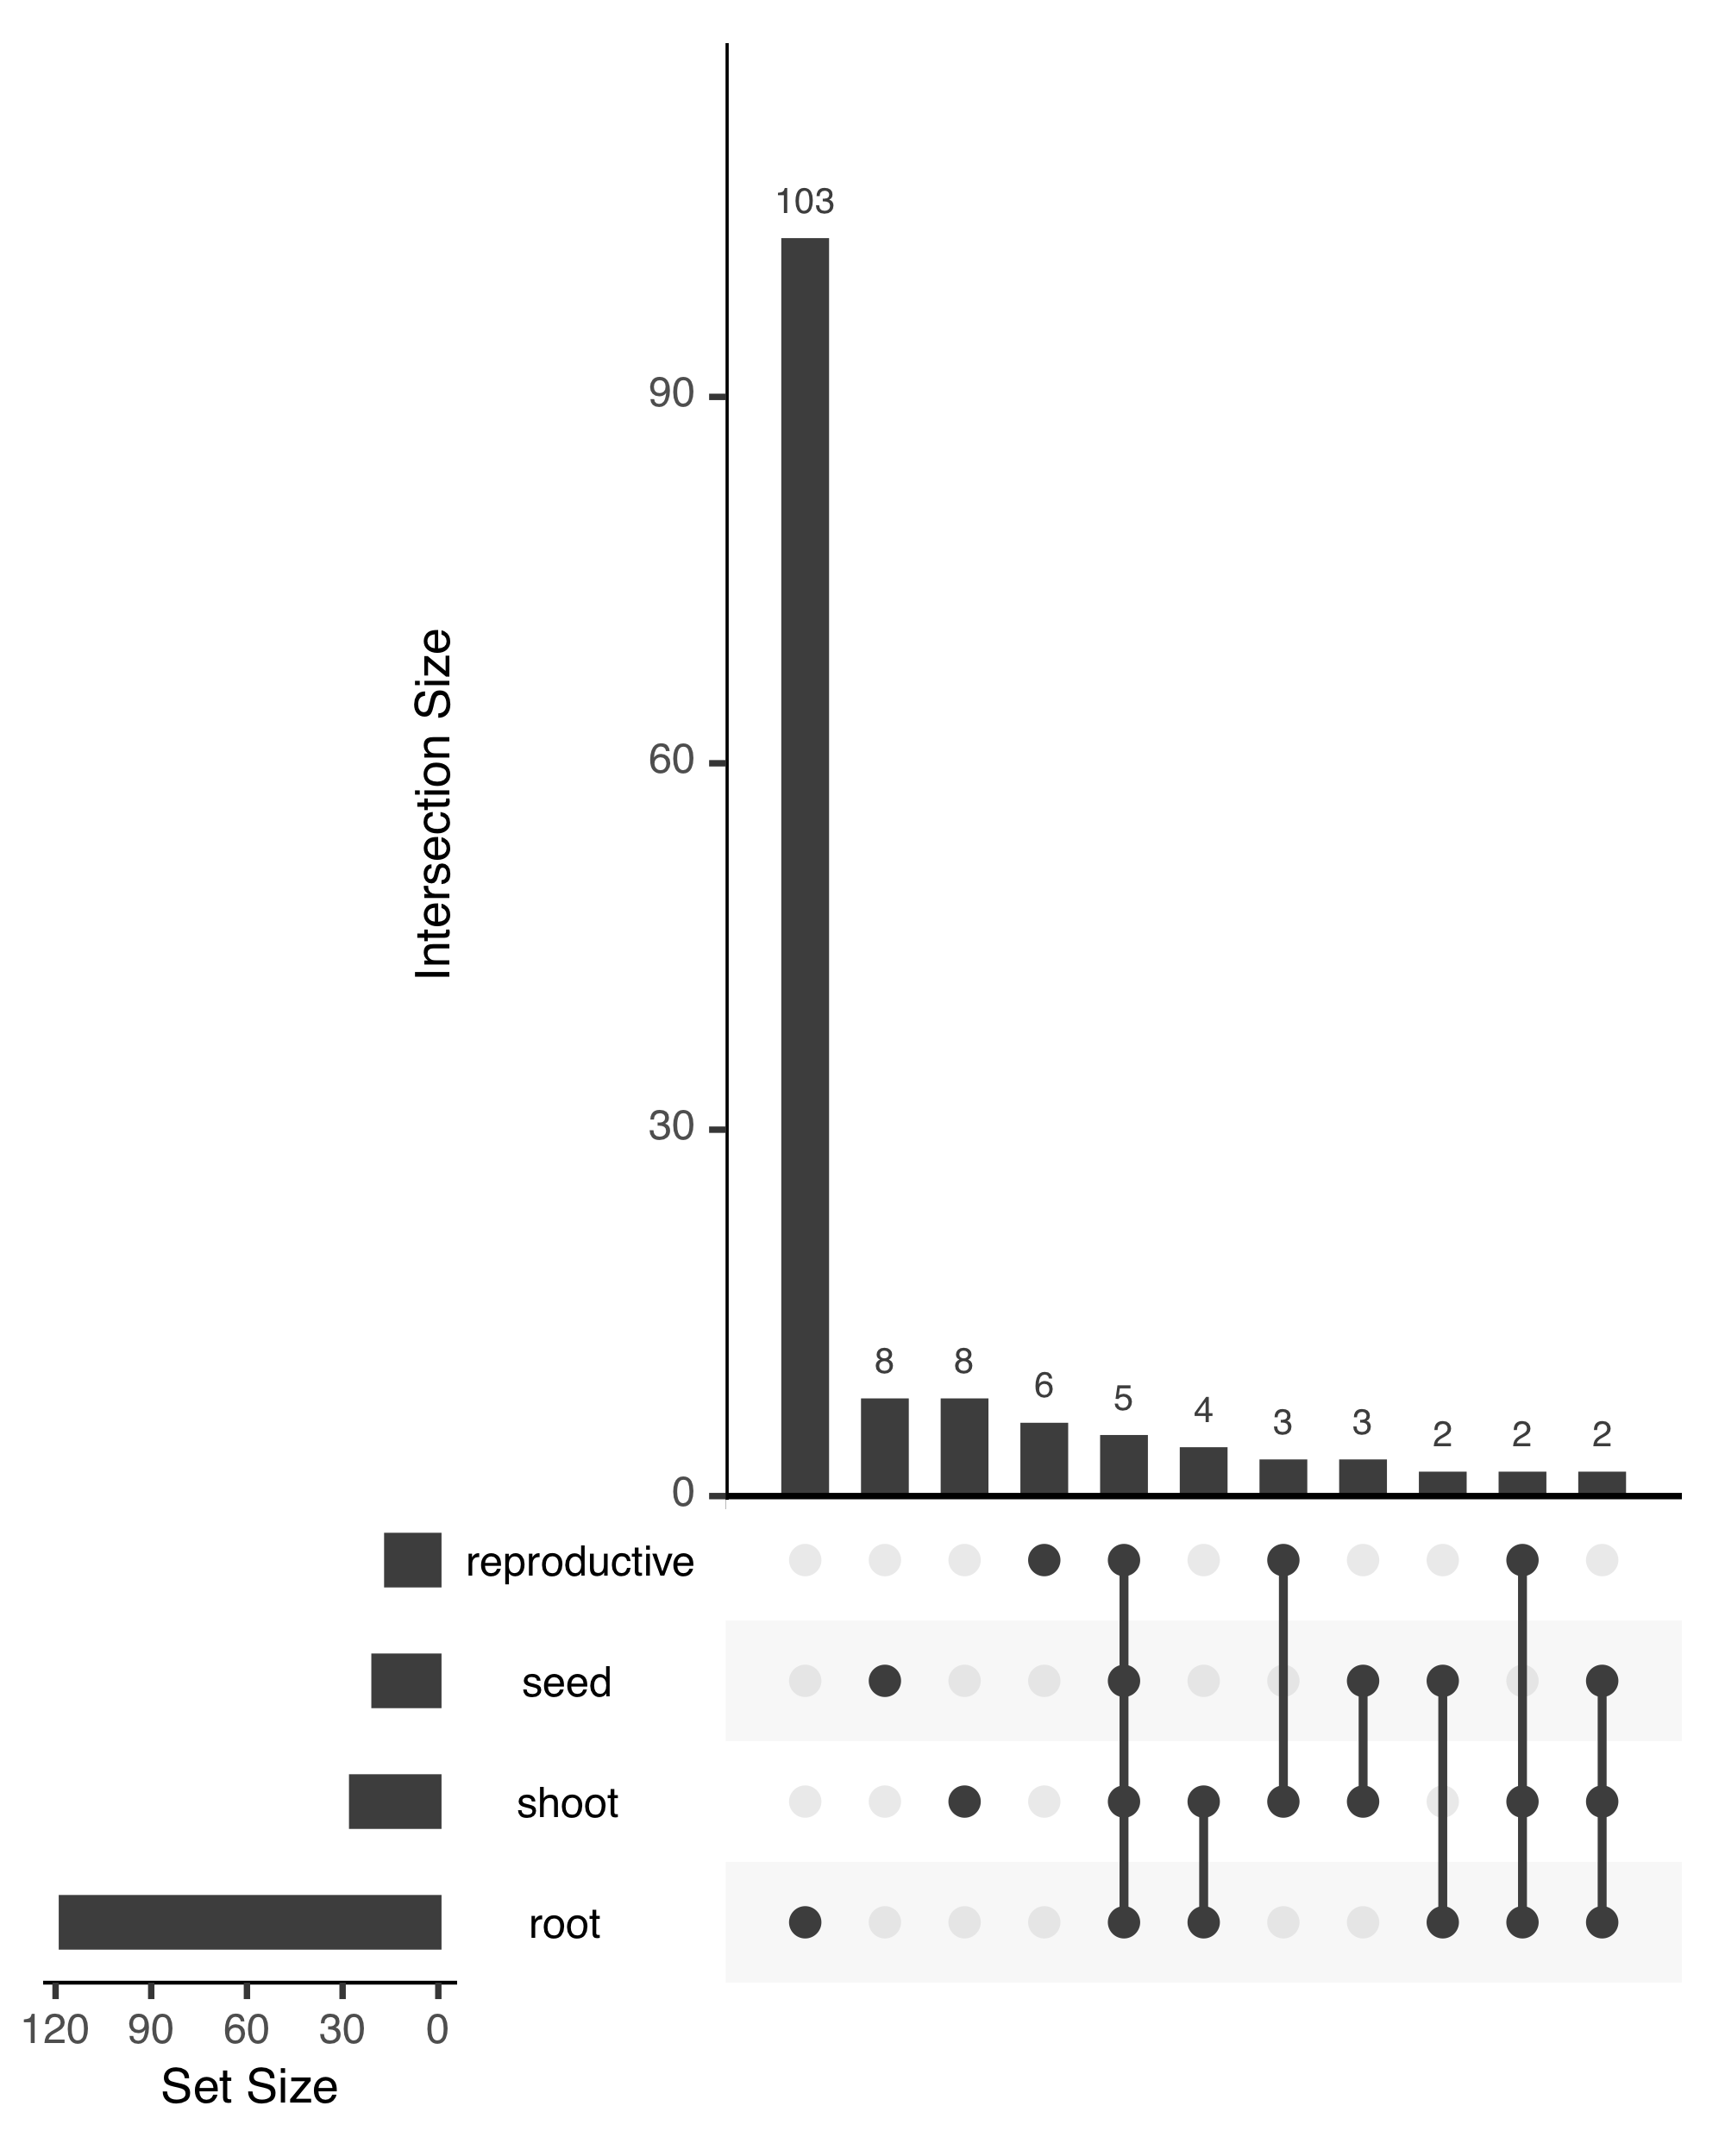 103
90
60
30
0
Intersection Size
8 8 6 5 4 3 3 2 2 2
reproductive
seed
shoot
root
120 90 60 30 0
Set Size